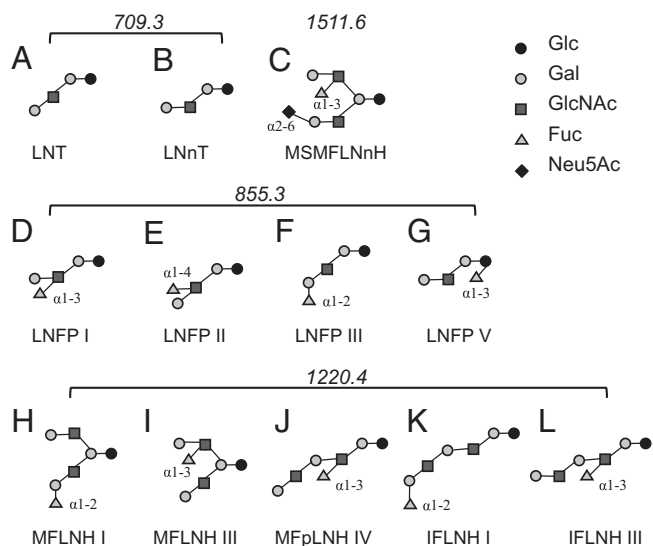 709.3 1511.6
A B C
α1-3
α2-6
LNT LNnT MSMFLNnH
Glc
Gal
GlcNAc
Fuc
Neu5Ac
855.3
D E F G
α1-4
α1-3 α1-2 α1-3
LNFP I LNFP II LNFP III LNFP V
1220.4
H I J K L
α1-3
α1-3 α1-3
α1-2 α1-2
MFLNH I MFLNH III MFpLNH IV IFLNH I IFLNH III